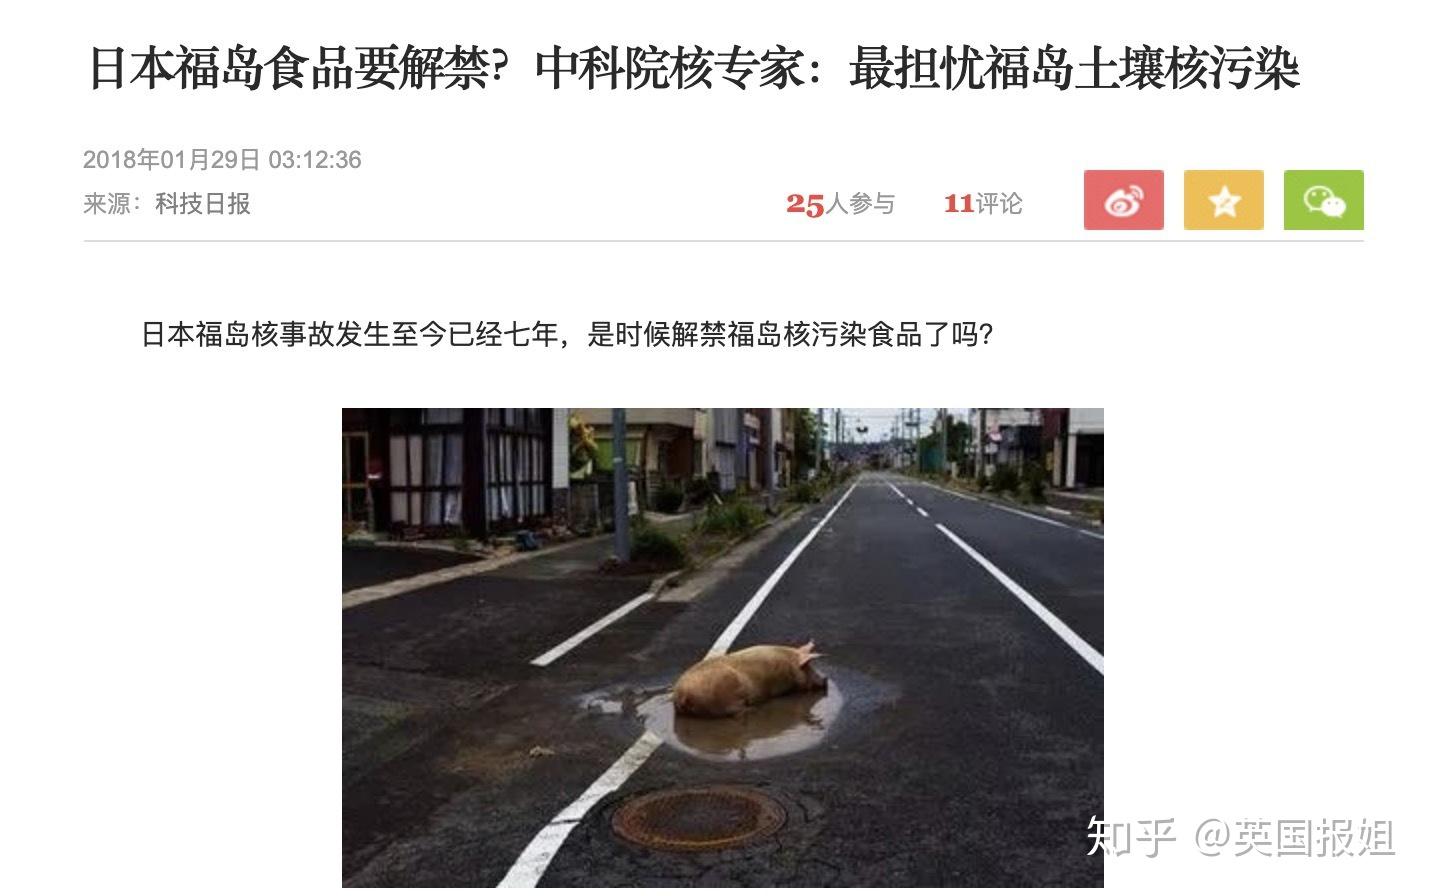 日本福岛食品要解禁？中科院核专家：最担忧福岛土壤核污染
2018年01月29日 03:12:36
来源：科技日报
25人参与 11评论
日本福岛核事故发生至今已经七年，是时候解禁福岛核污染食品了吗？
知乎 @英国报姐